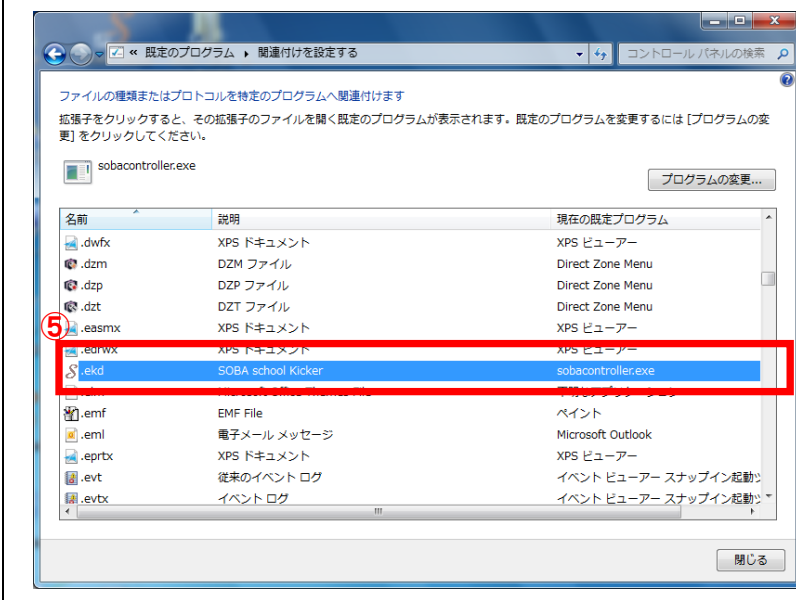 « 既定のプログラム ▸ 関連付けを設定する
コントロール パネルの検索
ファイルの種類またはプロトコルを特定のプログラムへ関連付けます
拡張子をクリックすると、その拡張子のファイルを開く既定のプログラムが表示されます。既定のプログラムを変更するには [プログラムの変
更] をクリックしてください。
sobacontroller.exe
プログラムの変更...
名前 説明 現在の既定プログラム
.dwfx XPS ドキュメント XPS ビューアー
.dzm DZM ファイル Direct Zone Menu
.dzp DZP ファイル Direct Zone Menu
.dzt DZT ファイル Direct Zone Menu
⑤
.easmx XPS ドキュメント XPS ビューアー
.edrwx XPS ドキュメント XPS ビューアー
.ekd SOBA school Kicker sobacontroller.exe
Microsoft Office Themes File
.emf EMF File ペイント
.eml 電子メール メッセージ Microsoft Outlook
.eprtx XPS ドキュメント XPS ビューアー
.evt 従来のイベント ログ イベント ビューアー スナップイン起動ツ
.evtx イベント ログ イベント ビューアー スナップイン起動ツ
閉じる